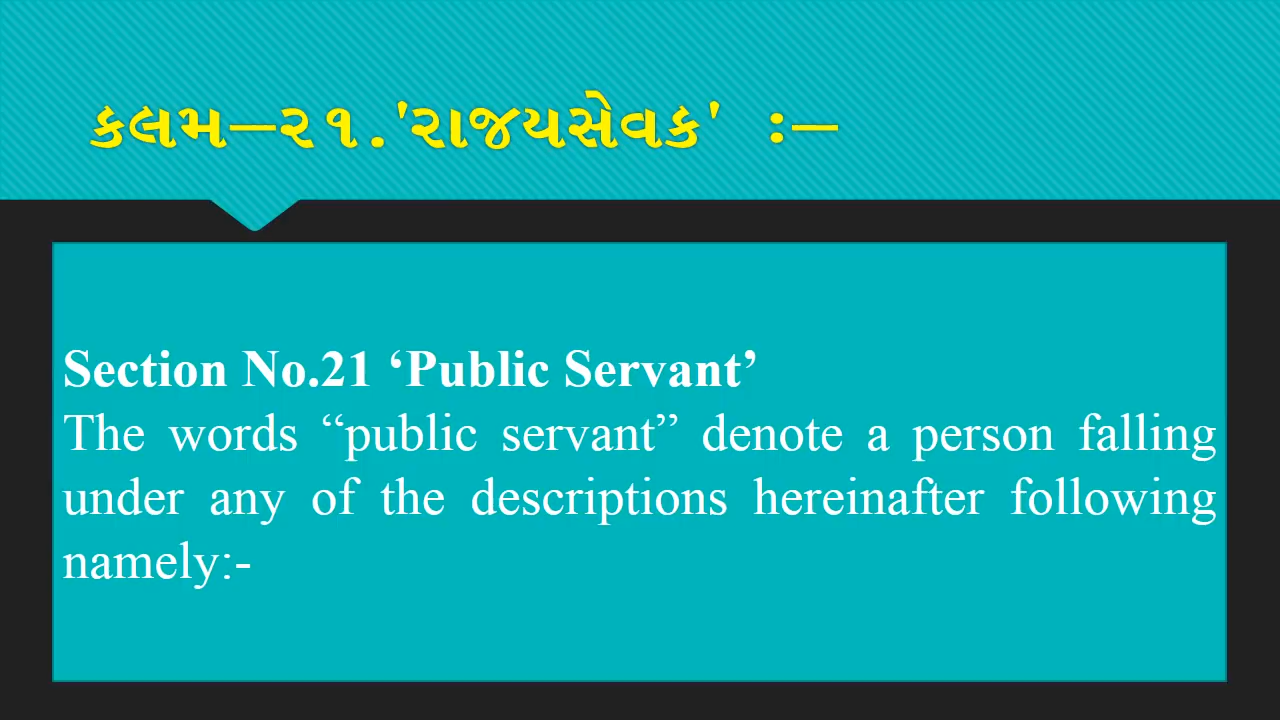 કલમ–૨૧.'રાજયસેવક' :–
Section No.21 ‘Public Servant’
The words “public servant” denote a person falling
under any of the descriptions hereinafter following
namely:-